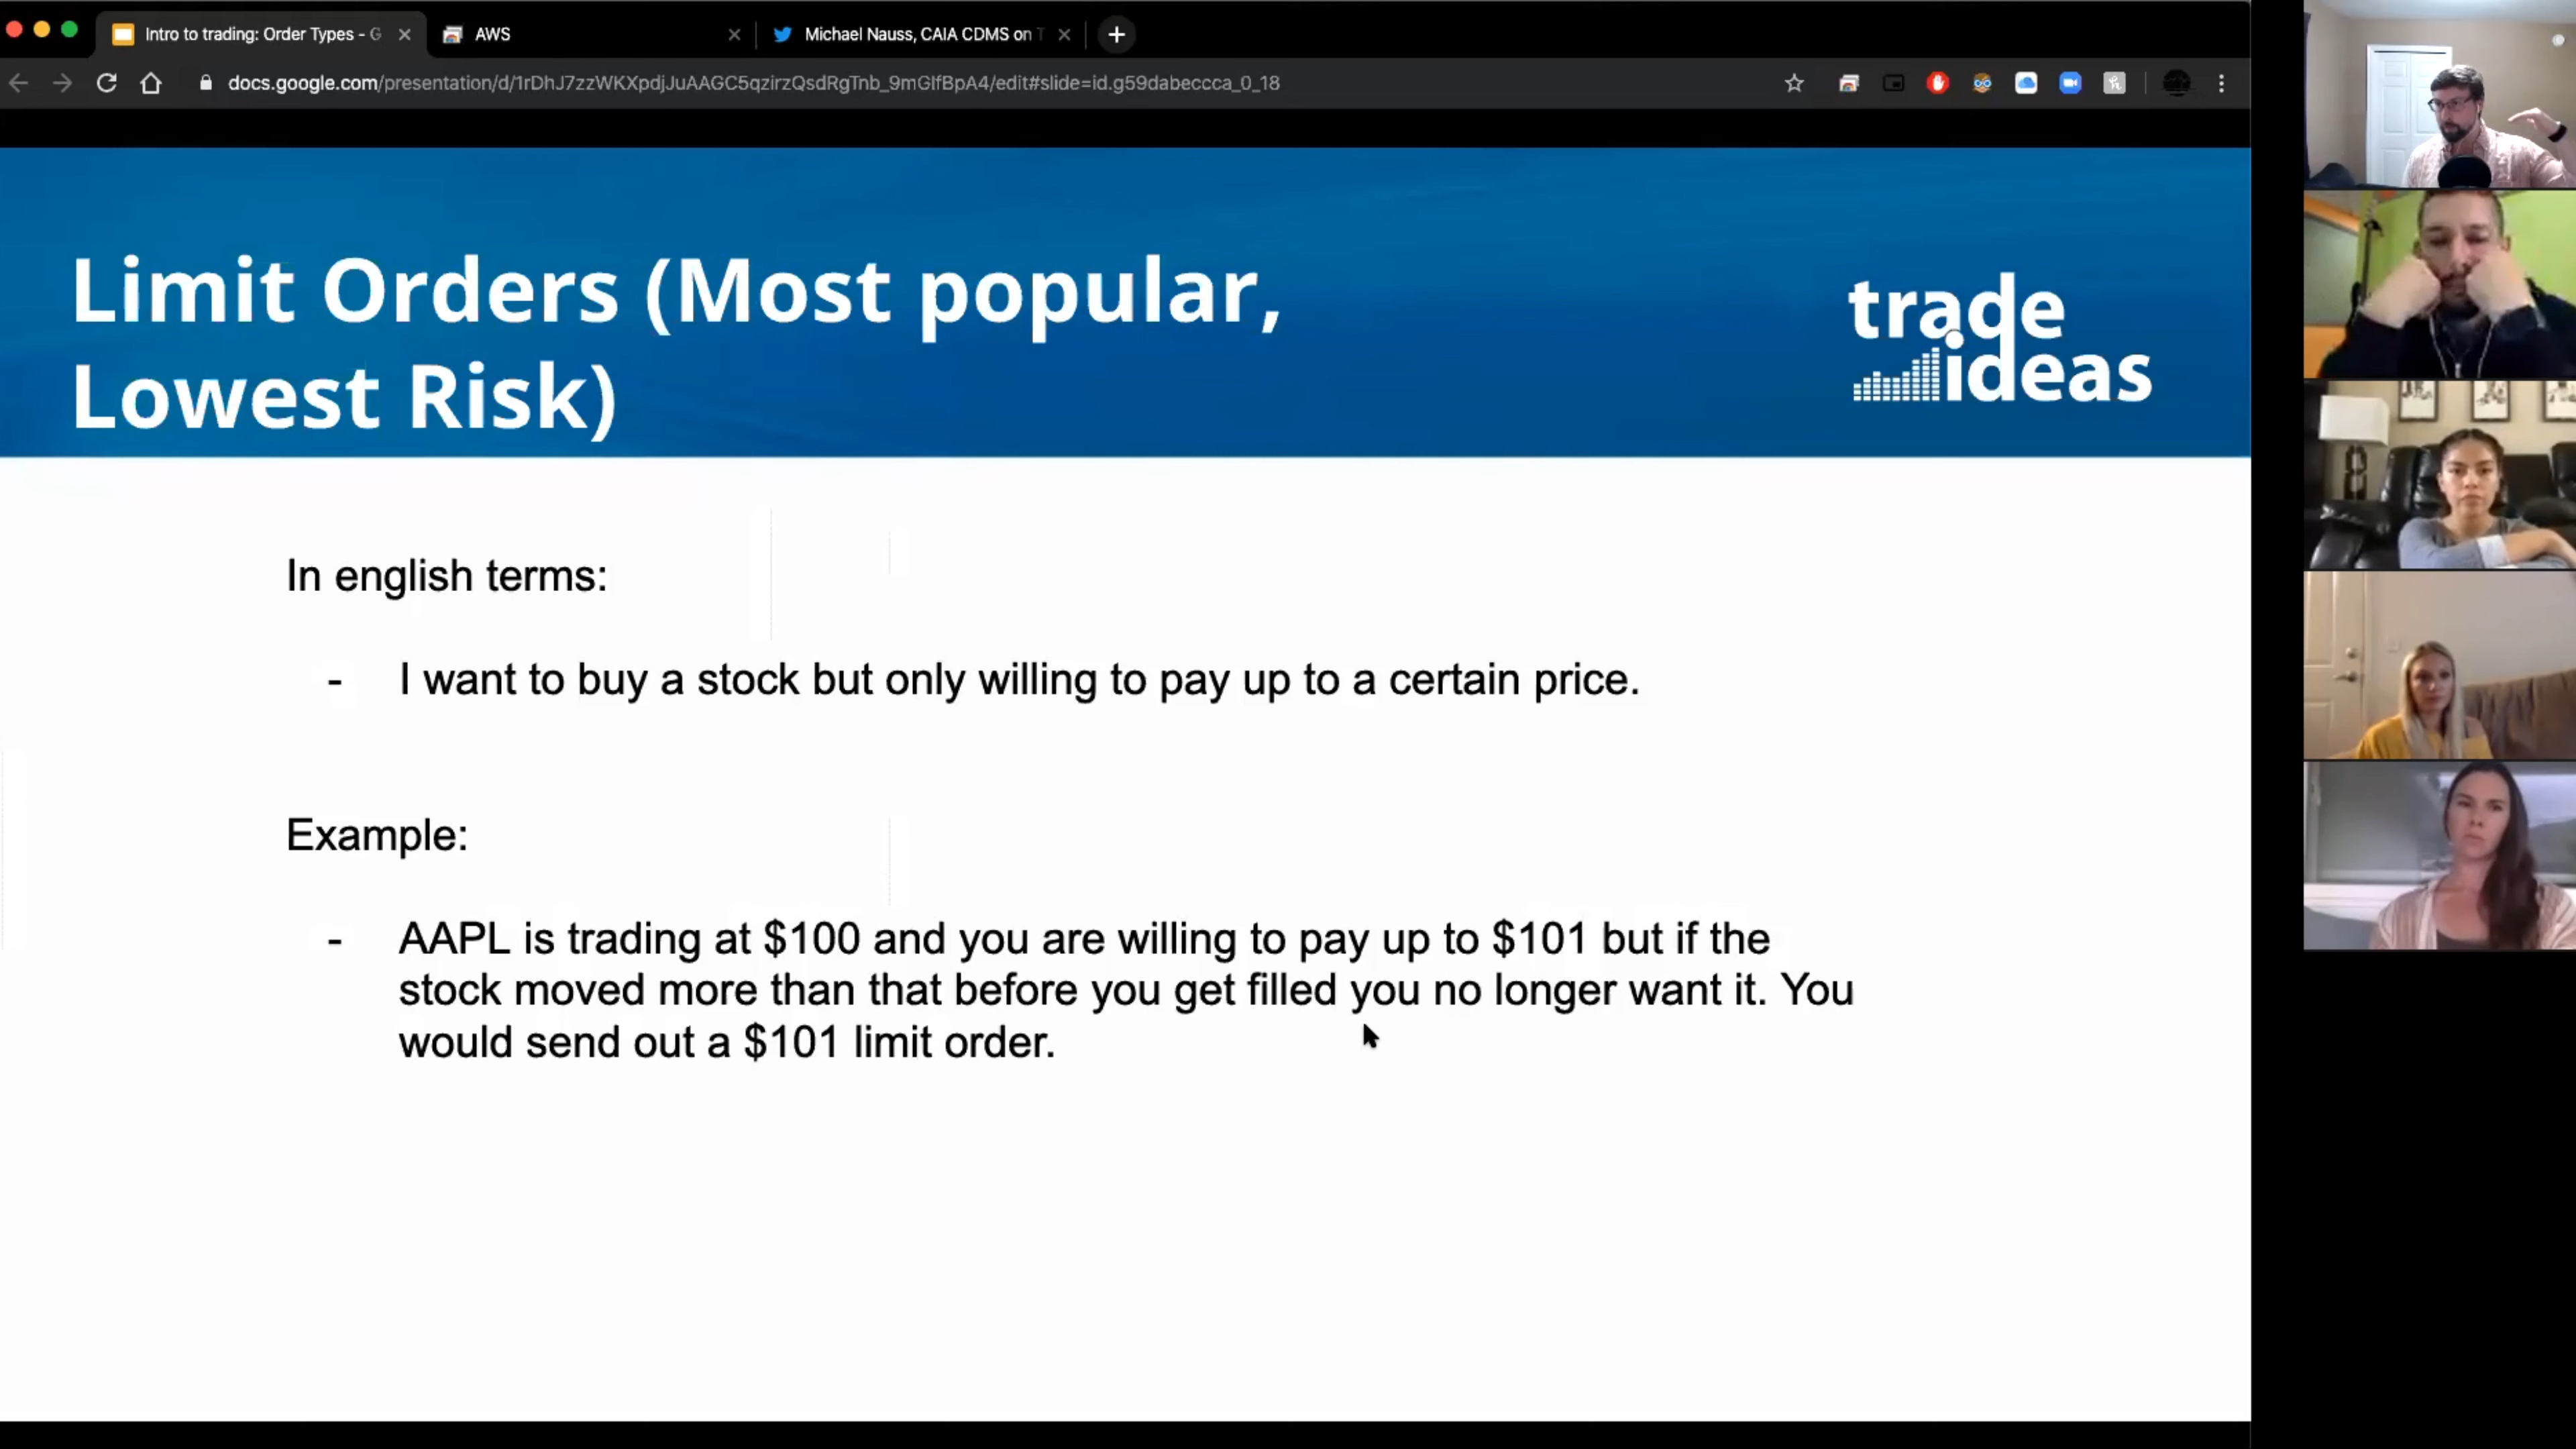 Intro to trading: Order Types - G
AWS
Michael Nauss, CAIA CDMS on T
docs.google.com/presentation/d/1rDhJ7zzWKXpdjJuAAGC5qzirzQsdRgTnb_9mGIfBpA4/edit#slide=id.g59dabeccca_0_18
Limit Orders (Most popular,
Lowest Risk)
trade
ideas
In english terms:
- I want to buy a stock but only willing to pay up to a certain price.
Example:
- AAPL is trading at $100 and you are willing to pay up to $101 but if the
stock moved more than that before you get filled you no longer want it. You
would send out a $101 limit order.